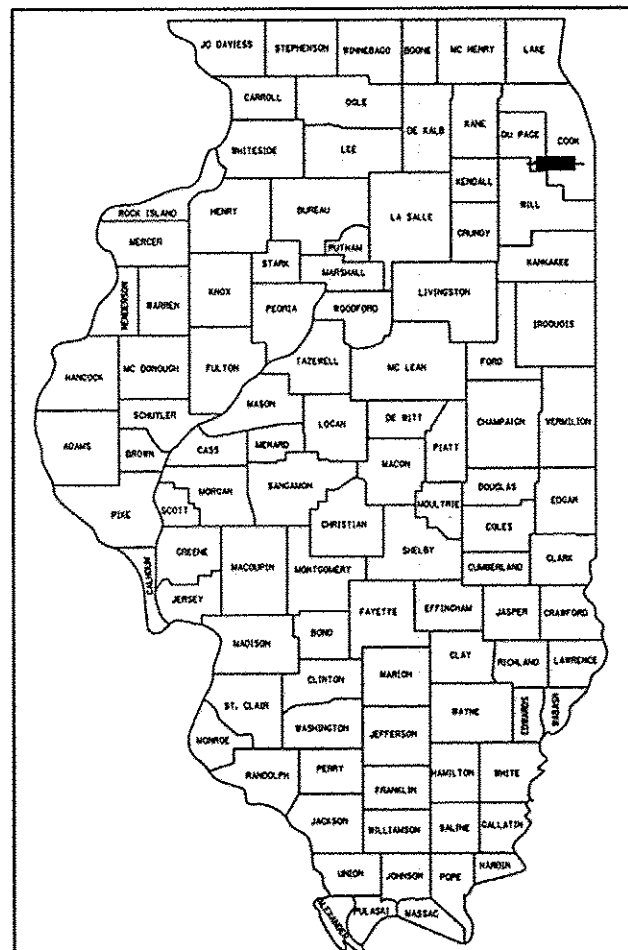 JO DAVIESS STEPHENSON WINNEBAGO BOONE MC HENRY LAKE
CARROLL OGLE DE KALB KANE DU PAGE COOK
WHITESIDE LEE KENDALL WILL
ROCK ISLAND HENRY BUREAU LA SALLE GRUNDY
MERCER PUTNAM KANKAKEE
STARK MARSHALL
HENDERSON WARREN KNOX PEORIA WOODFORD LIVINGSTON IROQUOIS
HANCOCK MC DONOUGH FULTON TAZEWELL MC LEAN FORD
SCHUYLER MASON LOGAN DE WITT CHAMPAIGN VERMILION
ADAMS BROWN CASS MENARD PIATT
MACON
MORGAN SANGAMON DOUGLAS EDGAR
PIKE SCOTT CHRISTIAN MOULTRIE
COLES
GREENE MACOUPIN MONTGOMERY SHELBY CUMBERLAND CLARK
CALHOUN JERSEY FAYETTE EFFINGHAM JASPER CRAWFORD
MADISON BOND CLAY RICHLAND LAWRENCE
CLINTON MARION
ST. CLAIR WAYNE EDWARDS WABASH
WASHINGTON JEFFERSON
MONROE
RANDOLPH PERRY HAMILTON WHITE
FRANKLIN
JACKSON WILLIAMSON SALINE GALLATIN
UNION JOHNSON POPE HARDIN
ALEXANDER PULASAI MASSAC